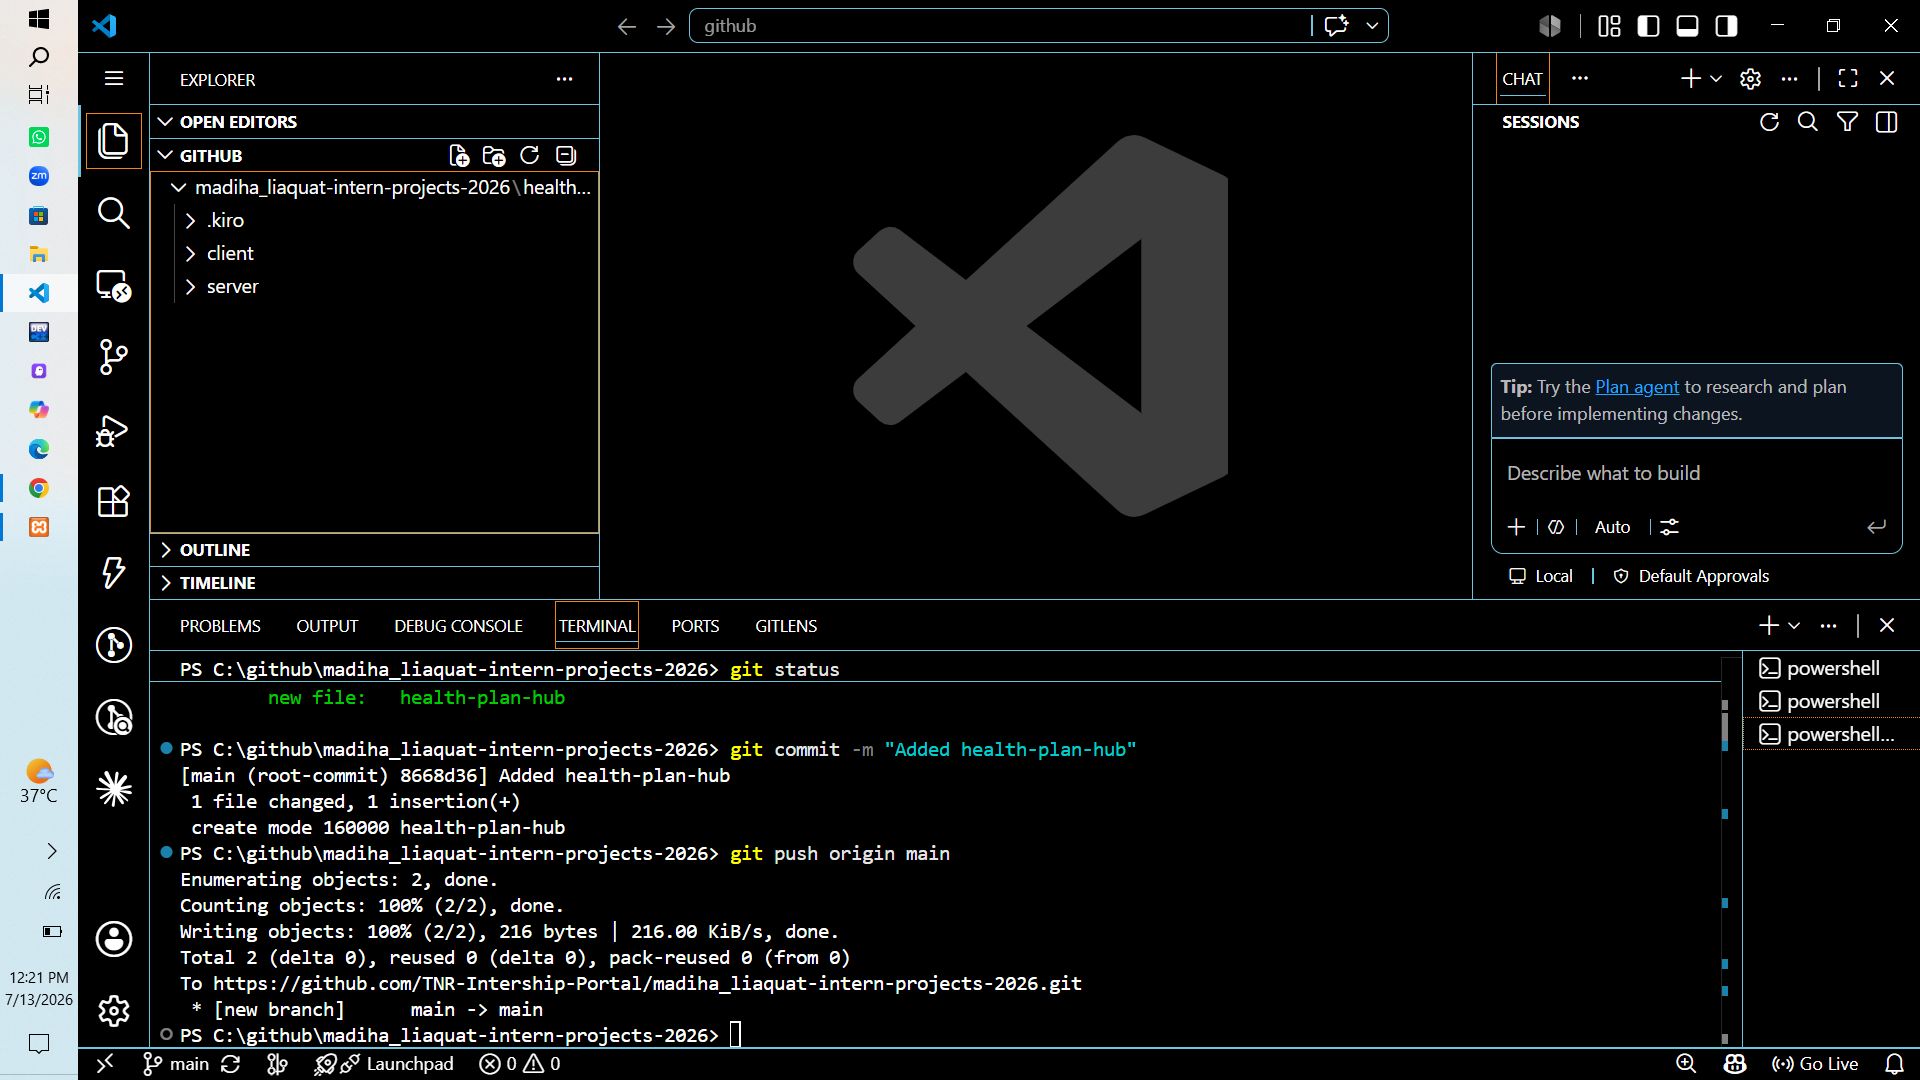 github
EXPLORER
OPEN EDITORS
GITHUB
madiha_liaquat-intern-projects-2026\health...
.kiro
client
server
OUTLINE
TIMELINE
CHAT
SESSIONS
Tip: Try the Plan agent to research and plan
before implementing changes.
Describe what to build
Auto
Local
Default Approvals
PROBLEMS
OUTPUT
DEBUG CONSOLE
TERMINAL
PORTS
GITLENS
PS C:\github\madiha_liaquat-intern-projects-2026> git status
new file:   health-plan-hub
PS C:\github\madiha_liaquat-intern-projects-2026> git commit -m "Added health-plan-hub"
[main (root-commit) 8668d36] Added health-plan-hub
1 file changed, 1 insertion(+)
create mode 160000 health-plan-hub
PS C:\github\madiha_liaquat-intern-projects-2026> git push origin main
Enumerating objects: 2, done.
Counting objects: 100% (2/2), done.
Writing objects: 100% (2/2), 216 bytes | 216.00 KiB/s, done.
Total 2 (delta 0), reused 0 (delta 0), pack-reused 0 (from 0)
To https://github.com/TNR-Intership-Portal/madiha_liaquat-intern-projects-2026.git
* [new branch]      main -> main
PS C:\github\madiha_liaquat-intern-projects-2026>
powershell
powershell
powershell...
zm
DEV
37°C
12:21 PM
7/13/2026
main
Launchpad
0
0
Go Live